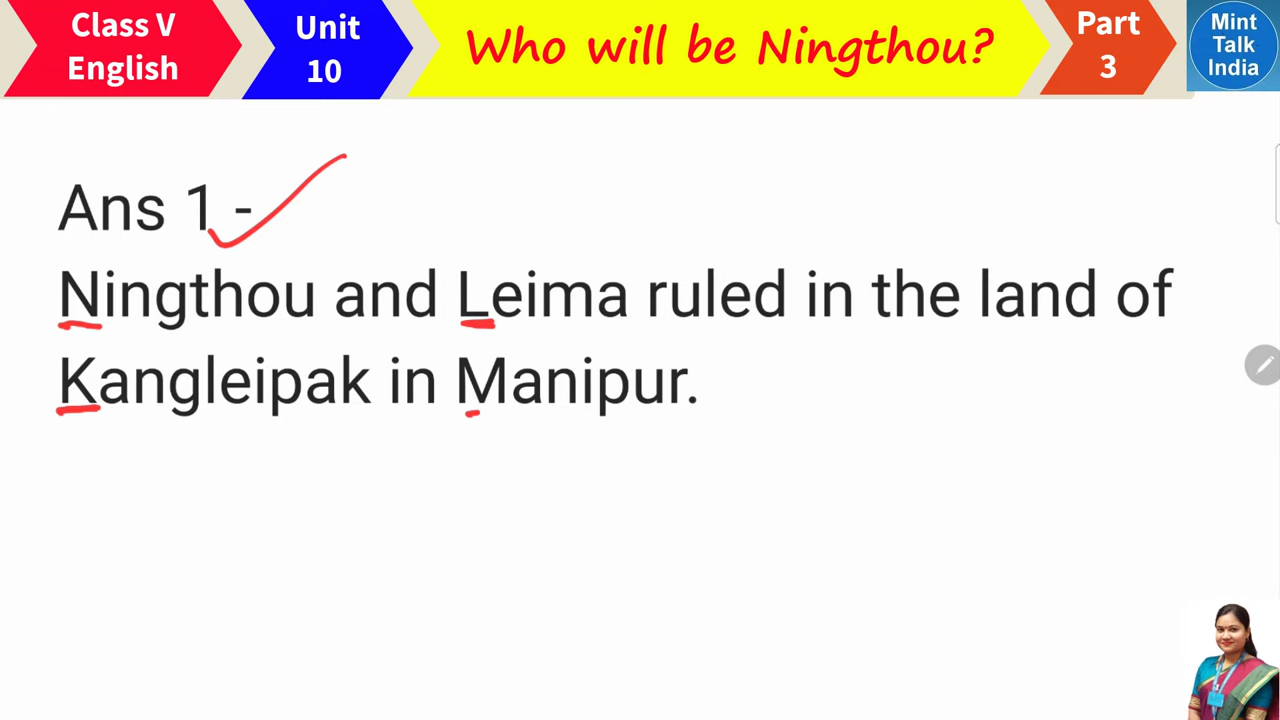 Class V
English
Unit
10
Who will be Ningthou?
Part
3
Mint
Talk
India
Ans 1 -
Ningthou and Leima ruled in the land of
Kangleipak in Manipur.